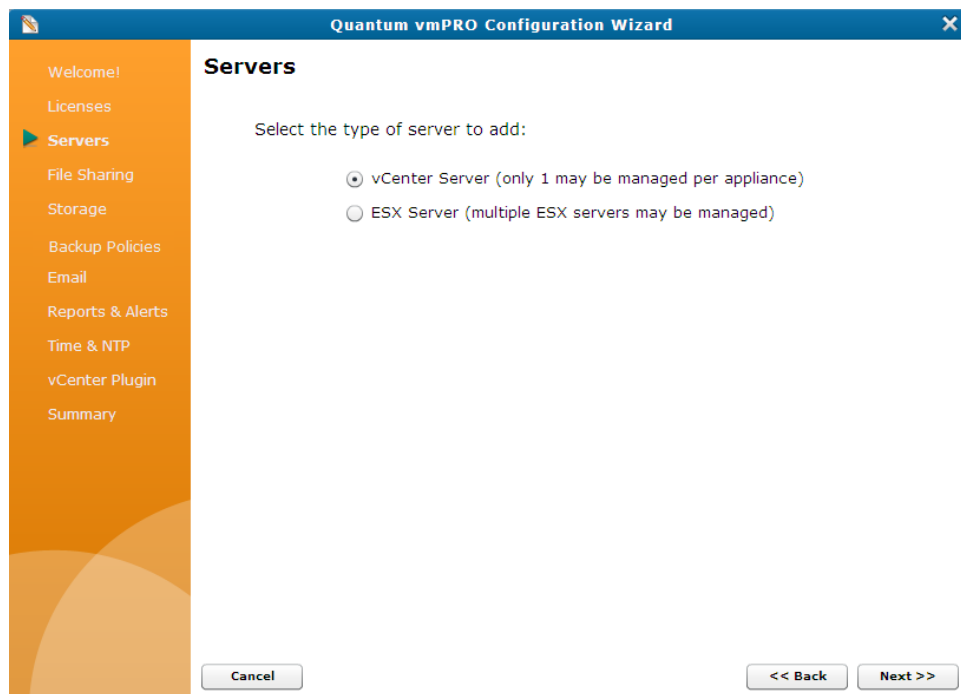 Quantum vmPRO Configuration Wizard
Welcome!
Licenses
Servers
File Sharing
Storage
Backup Policies
Email
Reports & Alerts
Time & NTP
vCenter Plugin
Summary
Servers
Select the type of server to add:
vCenter Server (only 1 may be managed per appliance)
ESX Server (multiple ESX servers may be managed)
Cancel
<< Back
Next >>